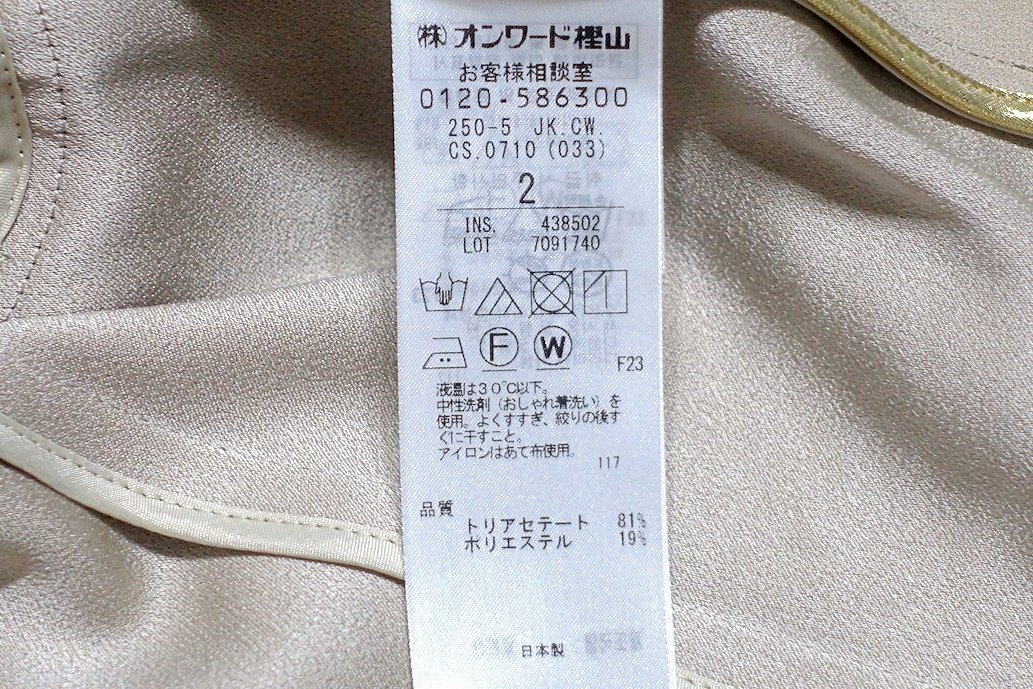 (株)オンワード樫山
お客様相談室
0120-586300
250-5 JK.CW.
CS.0710(033)
2
INS. 438502
LOT 7091740
F W F23
液温は30℃以下。
中性洗剤(おしゃれ着洗い)を
使用。よくすすぎ、絞りの後す
ぐに干すこと。
アイロンはあて布使用。
117
品質
トリアセテート 81%
ポリエステル 19%
日本製